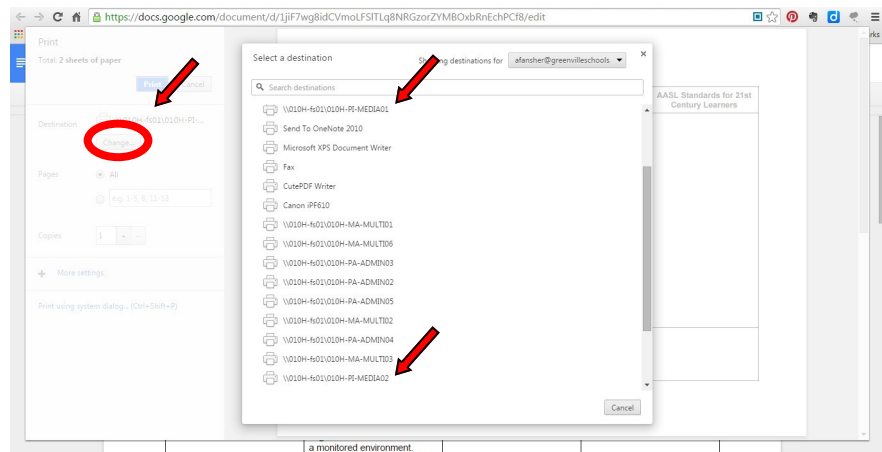 https://docs.google.com/document/d/1jiF7wg8idCVmoLFSlTLq8NRGzorZYMBOxbRnEchPCf8/edit
Print
Total: 2 sheets of paper
Print Cancel
Destination \\010H-fs01\010H-PI-...
Change...
Pages All
e.g. 1-5, 8, 11-13
Copies 1 + -
+ More settings
Print using system dialog... (Ctrl+Shift+P)
Select a destination
destinations for afansher@greenvilleschools
Search destinations
\\010H-fs01\010H-PI-MEDIA01
Send To OneNote 2010
Microsoft XPS Document Writer
Fax
CutePDF Writer
Canon iPF610
\\010H-fs01\010H-MA-MULTI01
\\010H-fs01\010H-MA-MULTI06
\\010H-fs01\010H-PA-ADMIN03
\\010H-fs01\010H-PA-ADMIN02
\\010H-fs01\010H-PA-ADMIN05
\\010H-fs01\010H-MA-MULTI02
\\010H-fs01\010H-PA-ADMIN04
\\010H-fs01\010H-MA-MULTI03
\\010H-fs01\010H-PI-MEDIA02
Cancel
AASL Standards for 21st
Century Learners
a monitored environment.